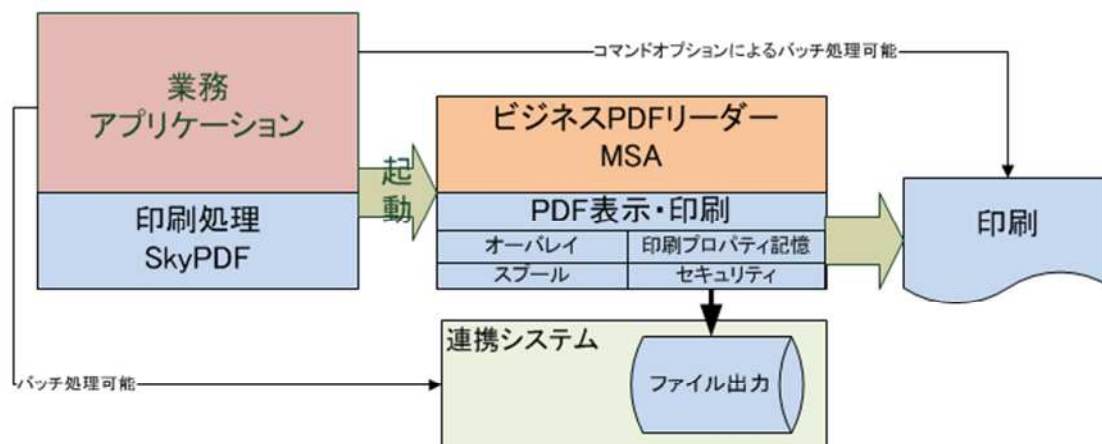 業務
アプリケーション
印刷処理
SkyPDF
コマンドオプションによるバッチ処理可能
起
動
ビジネスPDFリーダー
MSA
PDF表示・印刷
オーバレイ
印刷プロパティ記憶
スプール
セキュリティ
印刷
連携システム
ファイル出力
バッチ処理可能